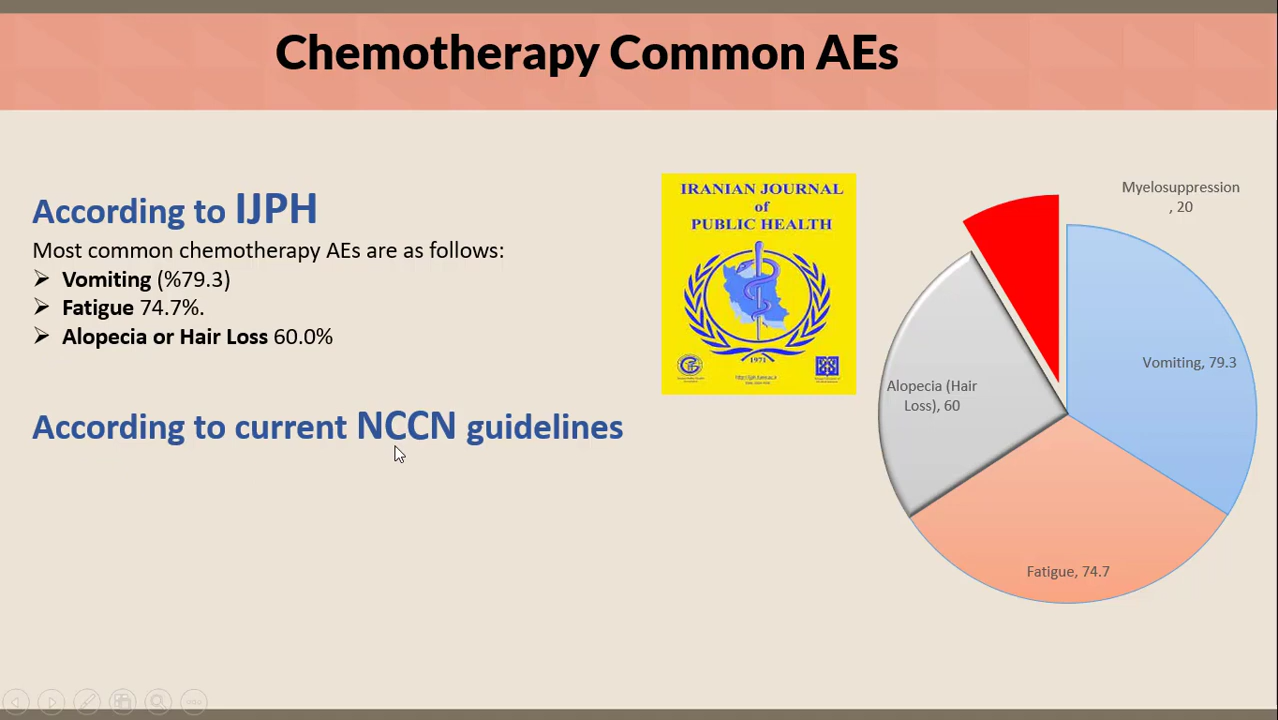 Chemotherapy Common AEs
According to IJPH
Most common chemotherapy AEs are as follows:
Vomiting (%79.3)
Fatigue 74.7%.
Alopecia or Hair Loss 60.0%
According to current NCCN guidelines
IRANIAN JOURNAL
of
PUBLIC HEALTH
1971
Myelosuppression
, 20
Vomiting, 79.3
Alopecia (Hair
Loss), 60
Fatigue, 74.7